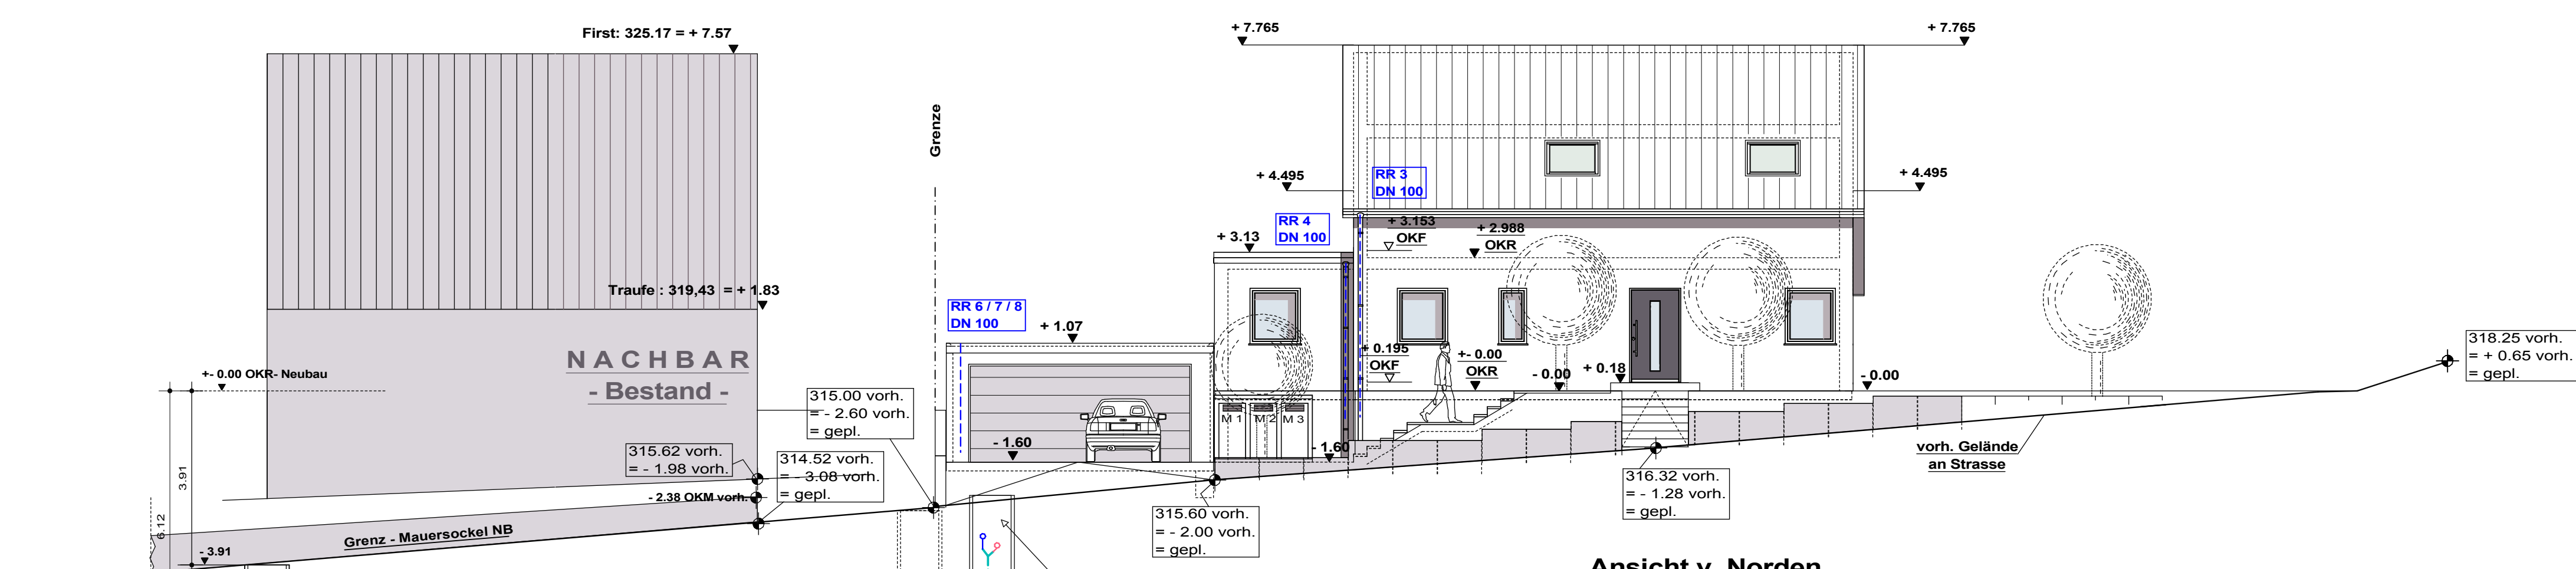 First: 325.17 = + 7.57
+ 7.765
+ 7.765
Grenze
+ 4.495
+ 4.495
RR 3
DN 100
RR 4
DN 100
+ 3.13
+ 3.153
OKF
+ 2.988
OKR
Traufe : 319,43 = + 1.83
RR 6 / 7 / 8
DN 100
+ 1.07
NACHBAR
- Bestand -
+- 0.00 OKR- Neubau
315.00 vorh.
= - 2.60 vorh.
= gepl.
+ 0.195
OKF
+- 0.00
OKR
- 0.00
+ 0.18
- 0.00
318.25 vorh.
= + 0.65 vorh.
= gepl.
M 1
M 2
M 3
- 1.60
- 1.60
315.62 vorh.
= - 1.98 vorh.
314.52 vorh.
= - 3.08 vorh.
= gepl.
- 2.38 OKM vorh.
vorh. Gelände
an Strasse
316.32 vorh.
= - 1.28 vorh.
= gepl.
315.60 vorh.
= - 2.00 vorh.
= gepl.
3.91
6.12
Grenz - Mauersockel NB
- 3.91
Ansicht v. Norden